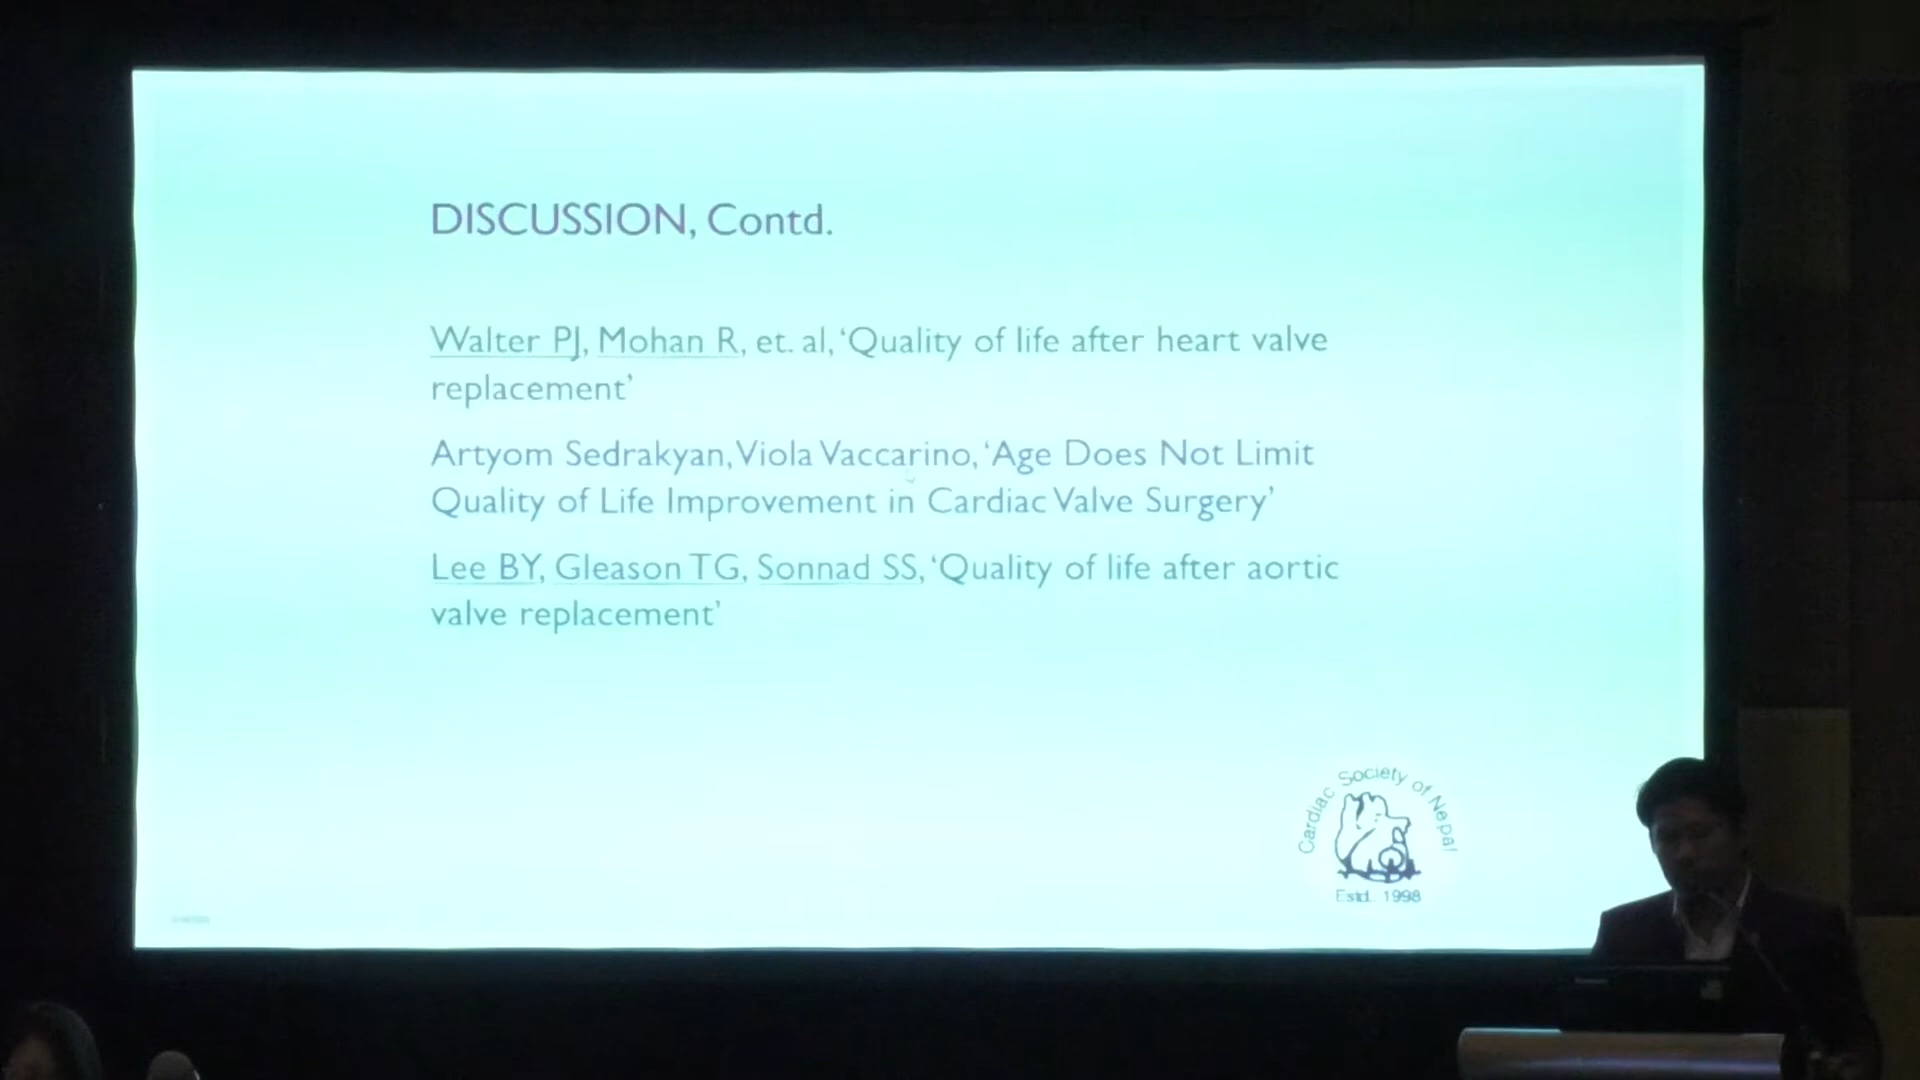 DISCUSSION, Contd.
Walter PJ, Mohan R, et. al, ‘Quality of life after heart valve
replacement’
Artyom Sedrakyan, Viola Vaccarino, ‘Age Does Not Limit
Quality of Life Improvement in Cardiac Valve Surgery’
Lee BY, Gleason TG, Sonnad SS, ‘Quality of life after aortic
valve replacement’
Cardiac Society of Nepal
Estd. 1998